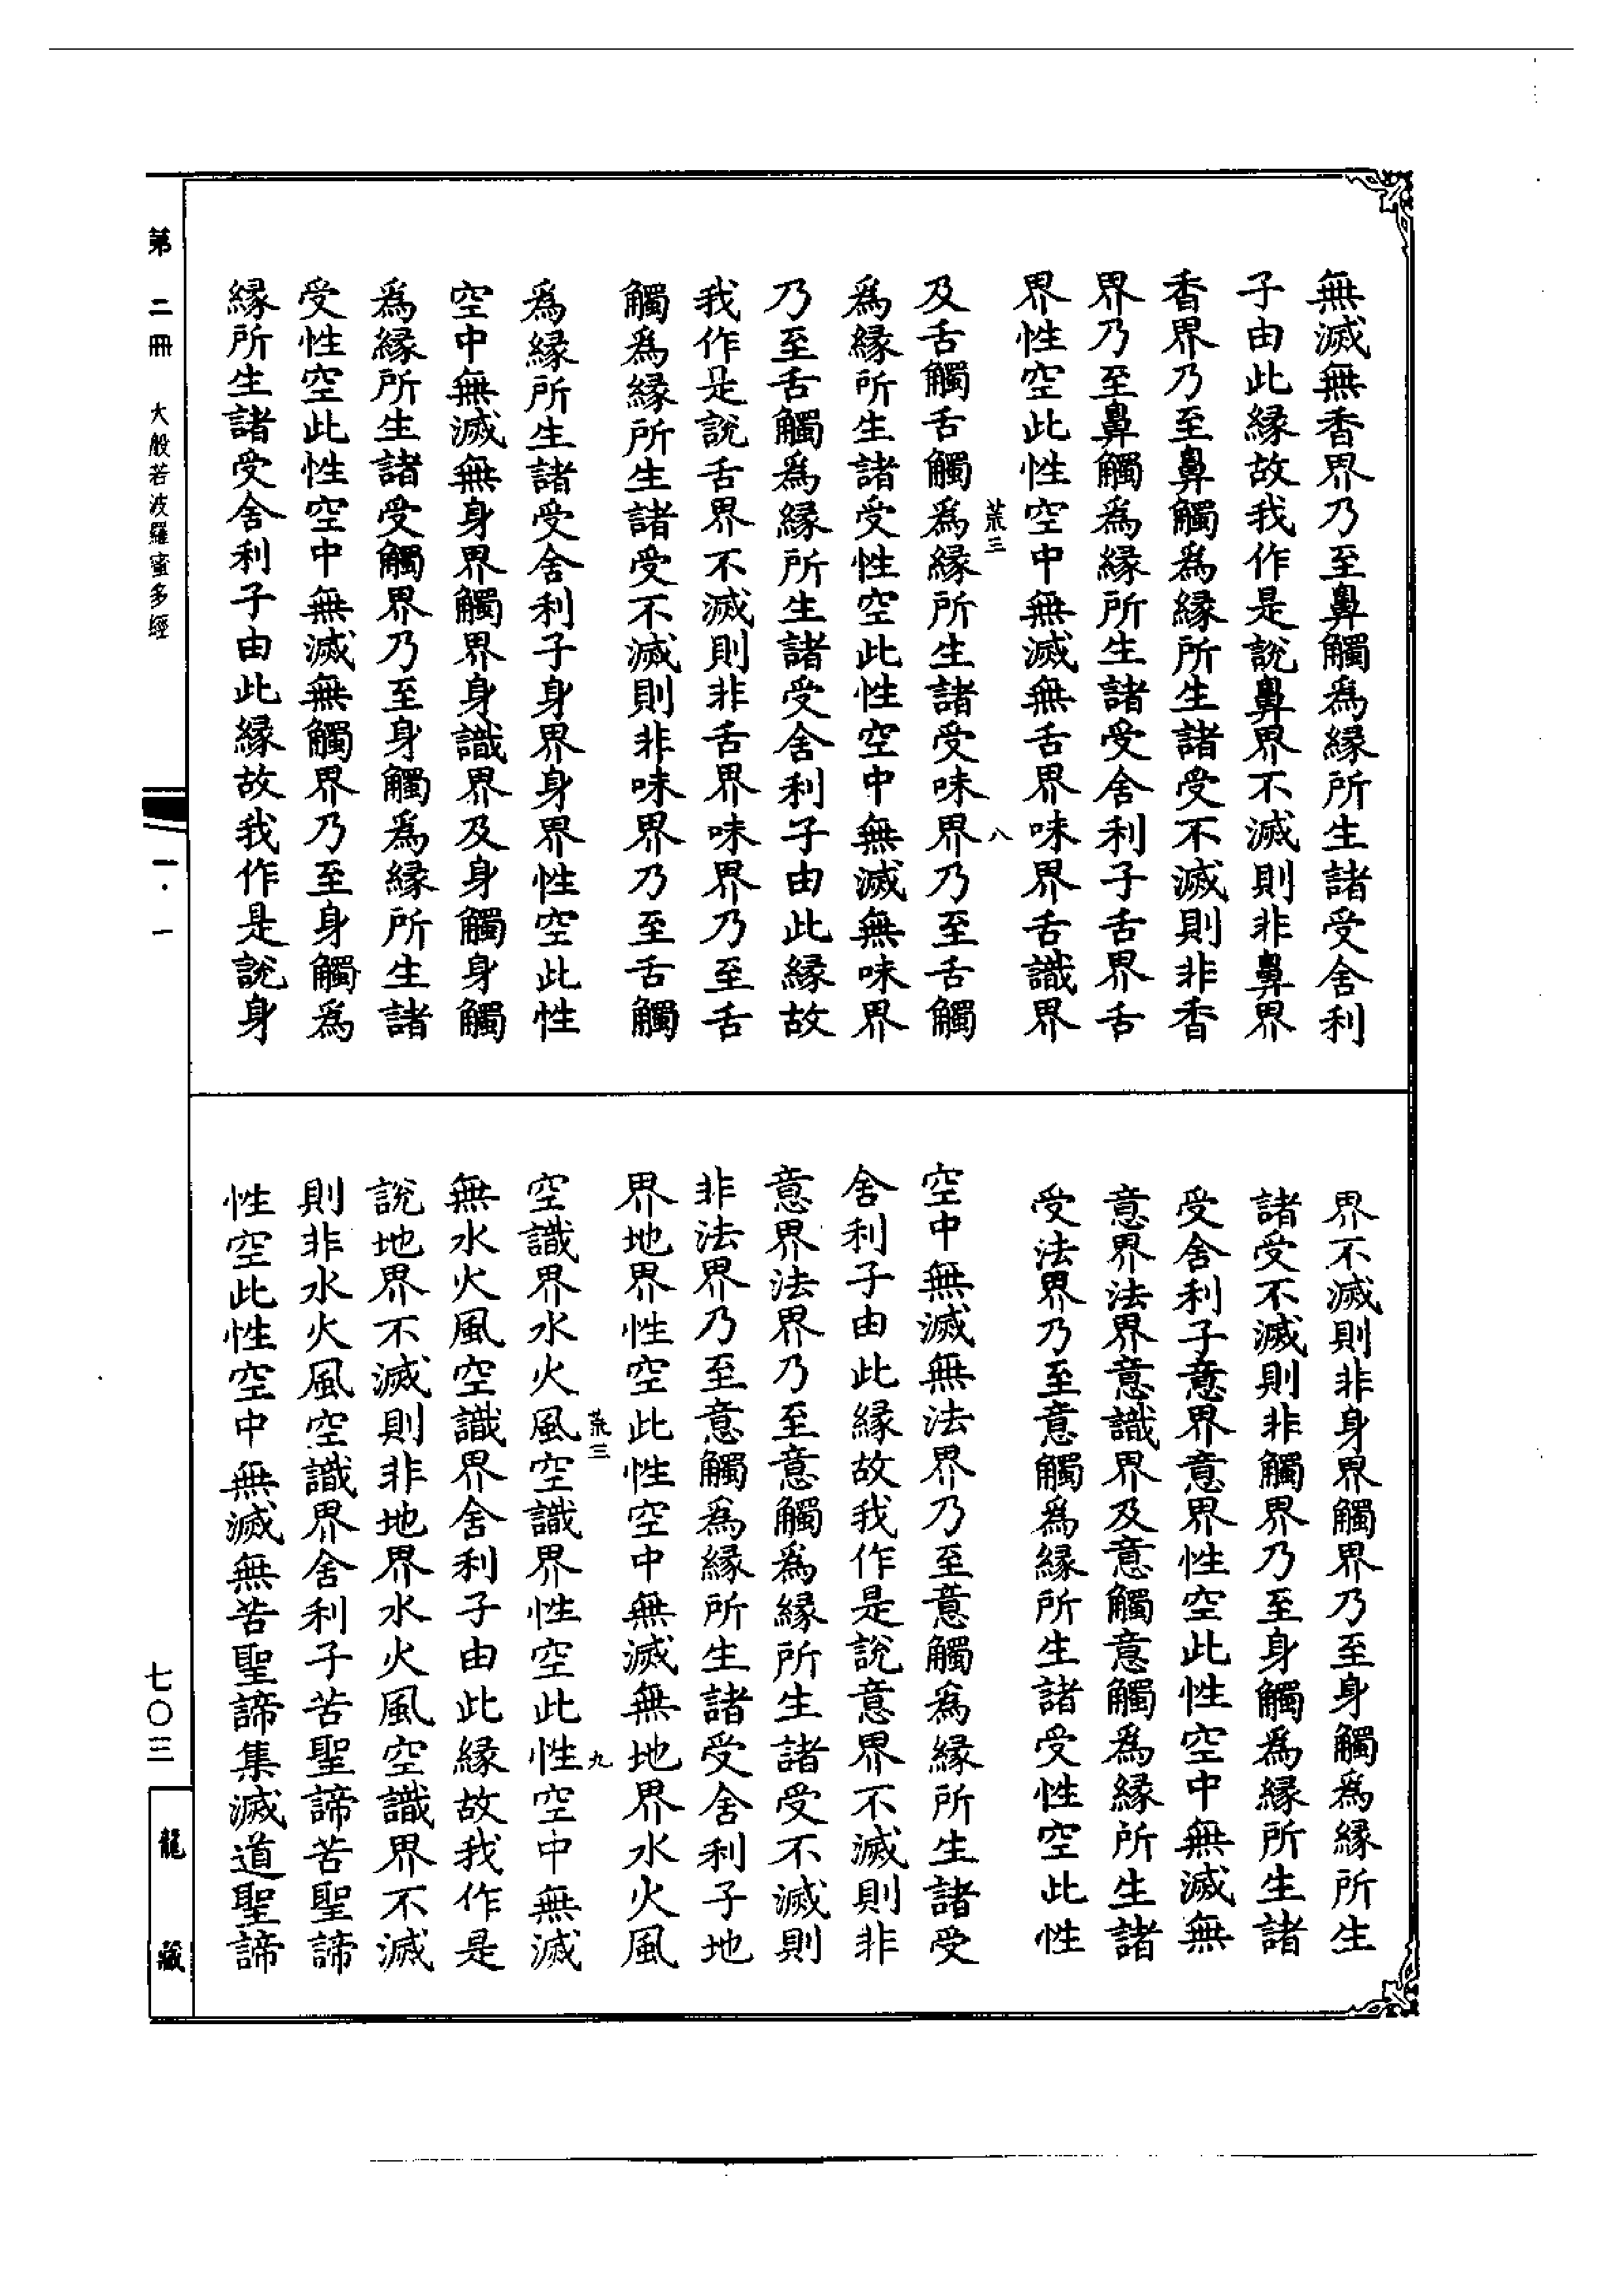 無滅無香界乃至鼻觸爲緣所生諸受舍利
子由此緣故我作是說鼻界不滅則非鼻界
香界乃至鼻觸爲緣所生諸受不滅則非香
界乃至鼻觸爲緣所生諸受舍利子舌界舌
界性空此性空中無滅無舌界味界舌識界
荒三
八
及舌觸舌觸爲緣所生諸受味界乃至舌觸
爲緣所生諸受性空此性空中無滅無味界
乃至舌觸爲緣所生諸受舍利子由此緣故
我作是說舌界不滅則非舌界味界乃至舌
觸爲緣所生諸受不滅則非味界乃至舌觸
爲緣所生諸受舍利子身界身界性空此性
空中無滅無身界觸界身識界及身觸身觸
爲緣所生諸受觸界乃至身觸爲緣所生諸
受性空此性空中無滅無觸界乃至身觸爲
緣所生諸受舍利子由此緣故我作是說身
界不滅則非身界觸界乃至身觸爲緣所生
諸受不滅則非觸界乃至身觸爲緣所生諸
受舍利子意界意界性空此性空中無滅無
意界法界意識界及意觸意觸爲緣所生諸
受法界乃至意觸爲緣所生諸受性空此性
空中無滅無法界乃至意觸爲緣所生諸受
舍利子由此緣故我作是說意界不滅則非
意界法界乃至意觸爲緣所生諸受不滅則
非法界乃至意觸爲緣所生諸受舍利子地
界地界性空此性空中無滅無地界水火風
荒三
九
空識界水火風空識界性空此性空中無滅
無水火風空識界舍利子由此緣故我作是
說地界不滅則非地界水火風空識界不滅
則非水火風空識界舍利子苦聖諦苦聖諦
性空此性空中無滅無苦聖諦集滅道聖諦
第二冊 大般若波羅蜜多經
一·一
七〇三
龍藏